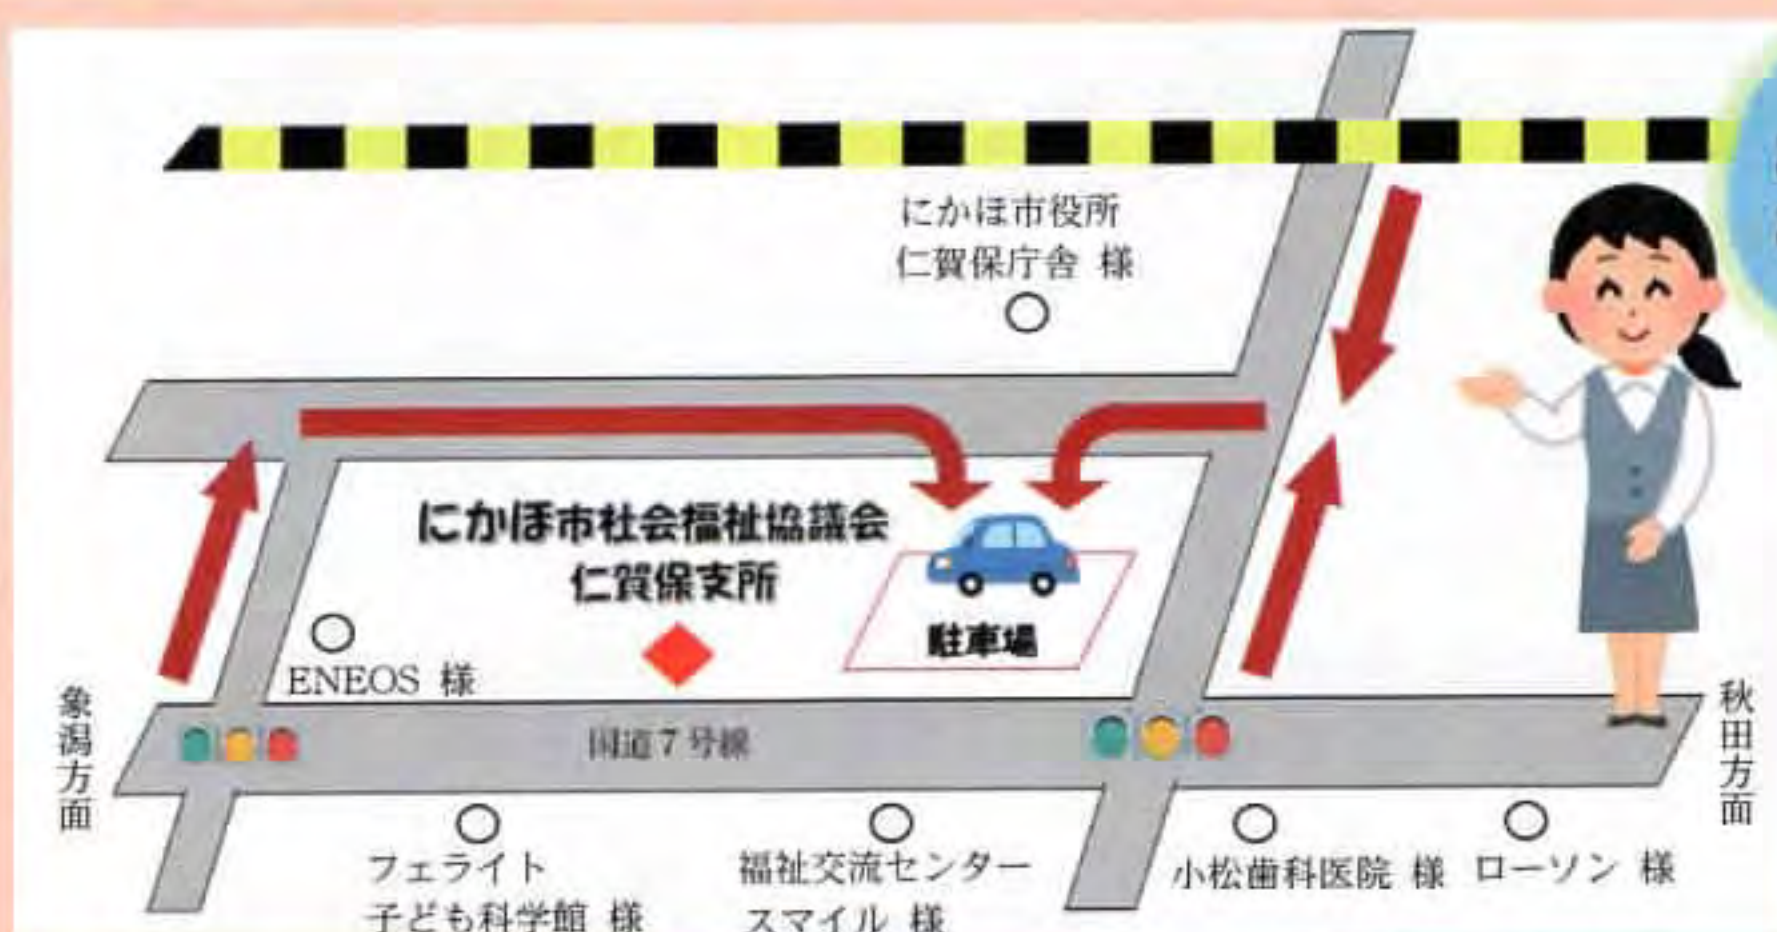 にかほ市役所
仁賀保庁舎 様
にかほ市社会福祉協議会
仁賀保支所
駐車場
ENEOS 様
象潟方面
国道7号線
秋田方面
フェライト
子ども科学館 様
福祉交流センター
スマイル 様
小松歯科医院 様
ローソン 様